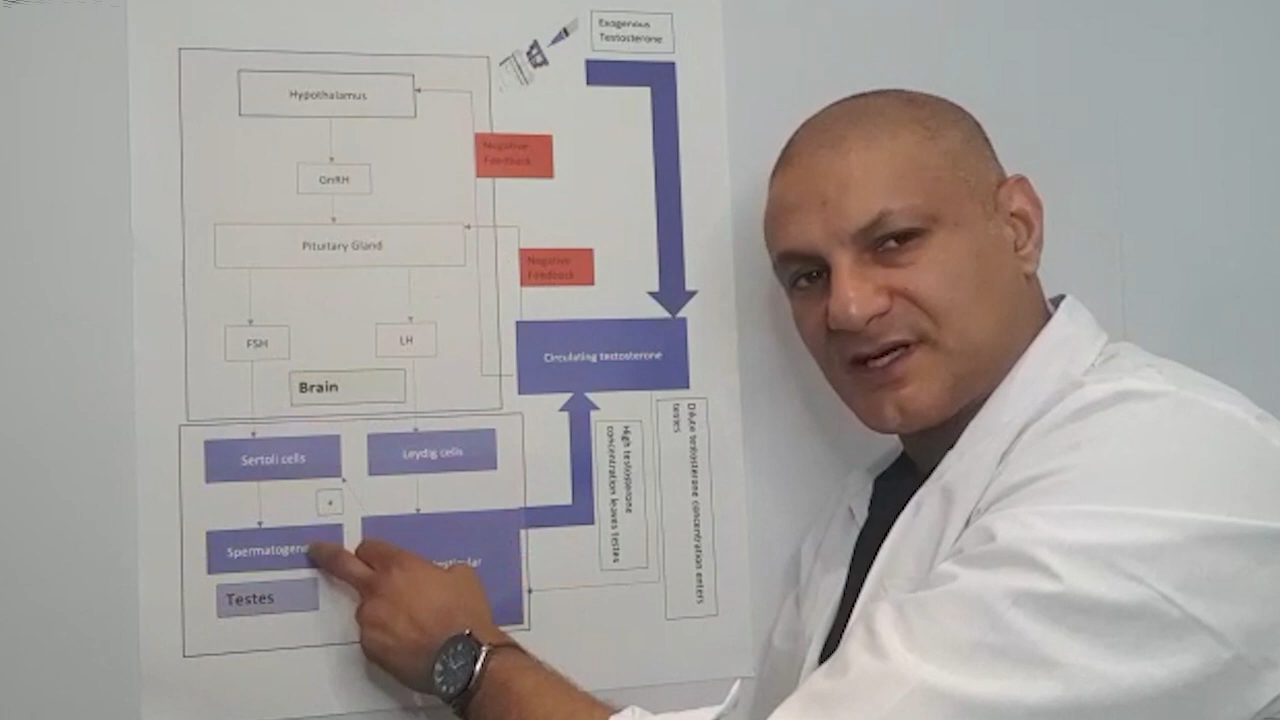 Exogenous
Testosterone
Hypothalamus
Negative
Feedback
GnRH
Pituitary Gland
Negative
Feedback
FSH
LH
Circulating testosterone
Brain
Sertoli cells
Leydig cells
High testosterone
concentration leaves testes
Dilute testosterone concentration enters
testes
+
Testes